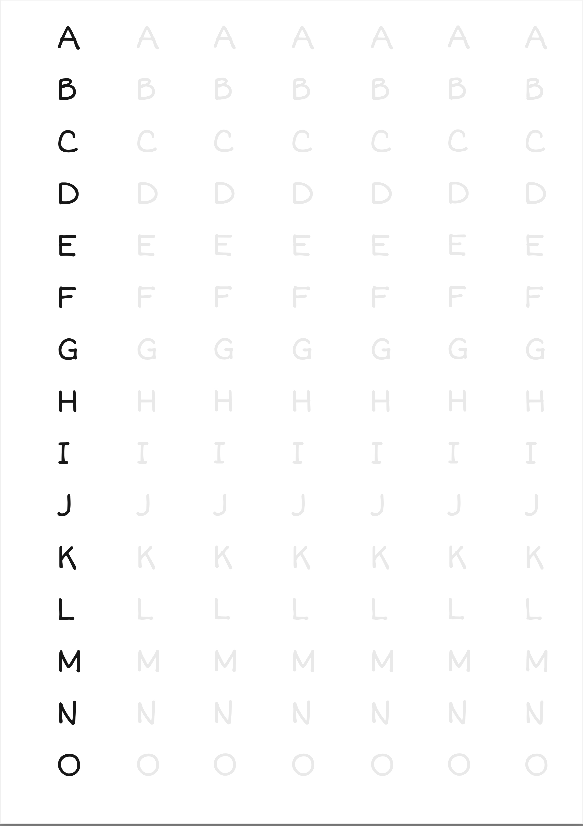 A A A A A A A
B B B B B B B
C C C C C C C
D D D D D D D
E E E E E E E
F F F F F F F
G G G G G G G
H H H H H H H
I I I I I I I
J J J J J J J
K K K K K K K
L L L L L L L
M M M M M M M
N N N N N N N
O O O O O O O